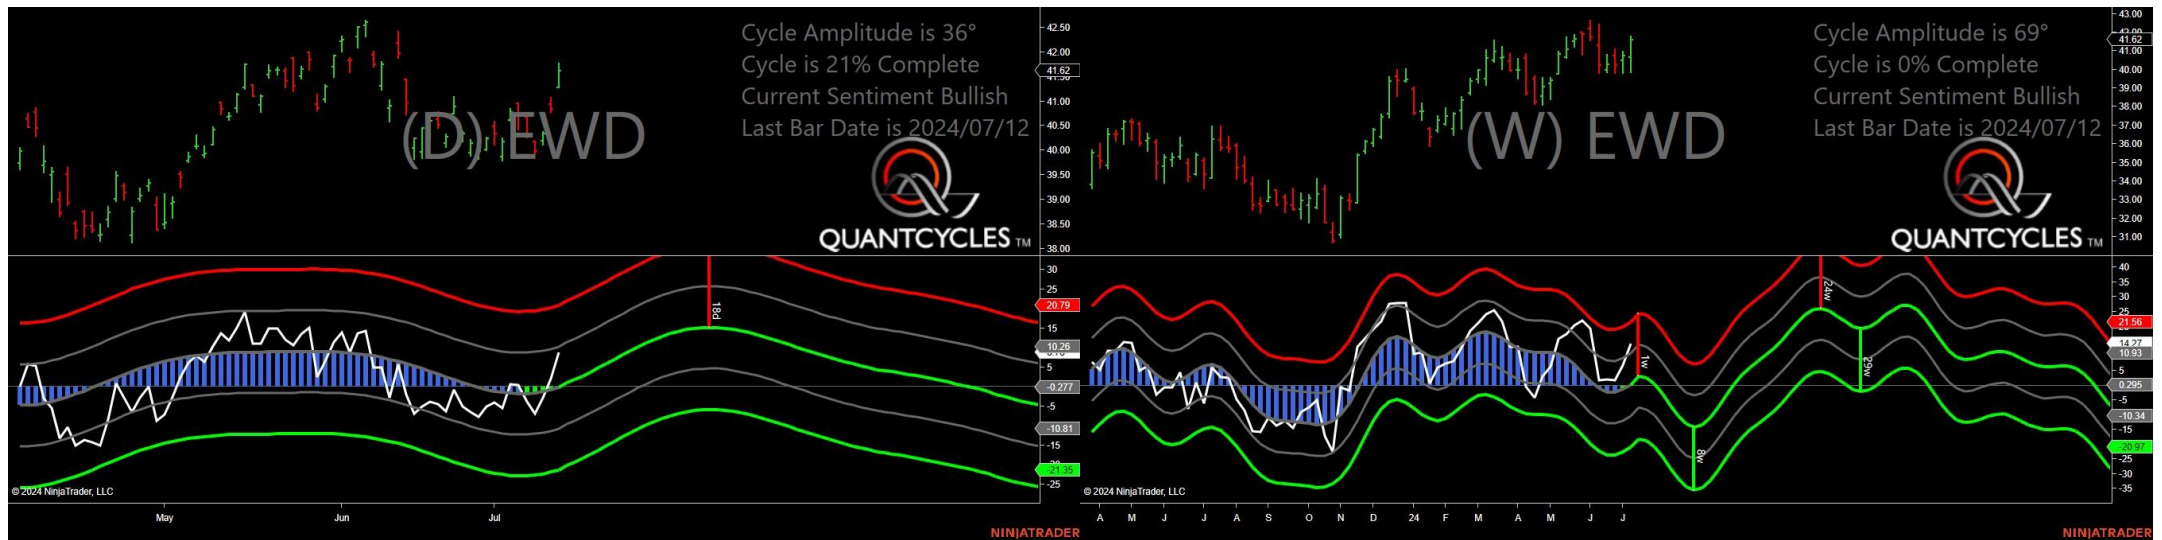 Cycle Amplitude is 36°
Cycle is 21% Complete
Current Sentiment Bullish
Last Bar Date is 2024/07/12
(D) EWD
QUANTCYCLES TM
42.50
42.00
41.62
41.50
41.00
40.50
40.00
39.50
39.00
38.50
38.00
30
25
20.79
15
10.26
5
-0.277
-5
-10.81
-15
-21.35
-25
18d
© 2024 NinjaTrader, LLC
May Jun Jul
NINJATRADER
Cycle Amplitude is 69°
Cycle is 0% Complete
Current Sentiment Bullish
Last Bar Date is 2024/07/12
(W) EWD
QUANTCYCLES TM
43.00
41.62
41.00
40.00
39.00
38.00
37.00
36.00
35.00
34.00
33.00
32.00
31.00
40
35
30
25
21.56
14.27
10.93
5
0.295
-5
-10.34
-15
-20.97
-25
-30
-35
1w
8w
24w
29w
© 2024 NinjaTrader, LLC
A M J J A S O N D 24 F M A M J J
NINJATRADER